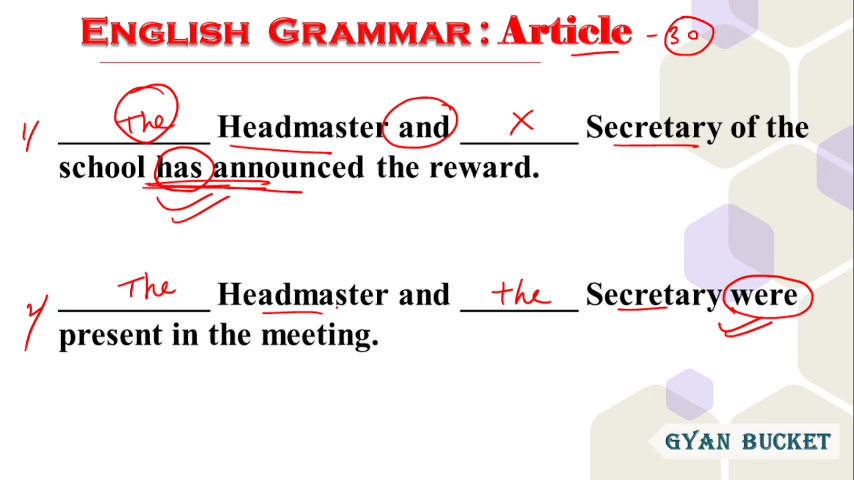 ENGLISH GRAMMAR : Article - 30
1) The Headmaster and X Secretary of the
school has announced the reward.
2) The Headmaster and the Secretary were
present in the meeting.
GYAN BUCKET